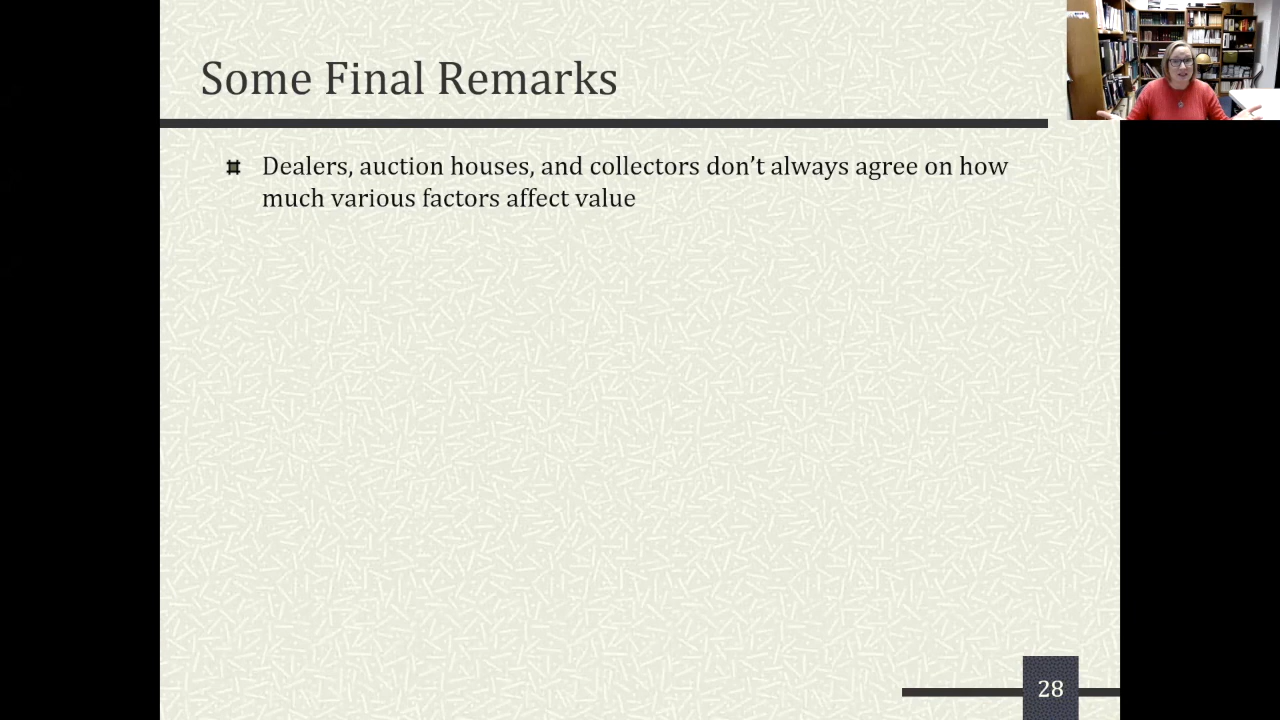 Some Final Remarks
Dealers, auction houses, and collectors don’t always agree on how
much various factors affect value
28